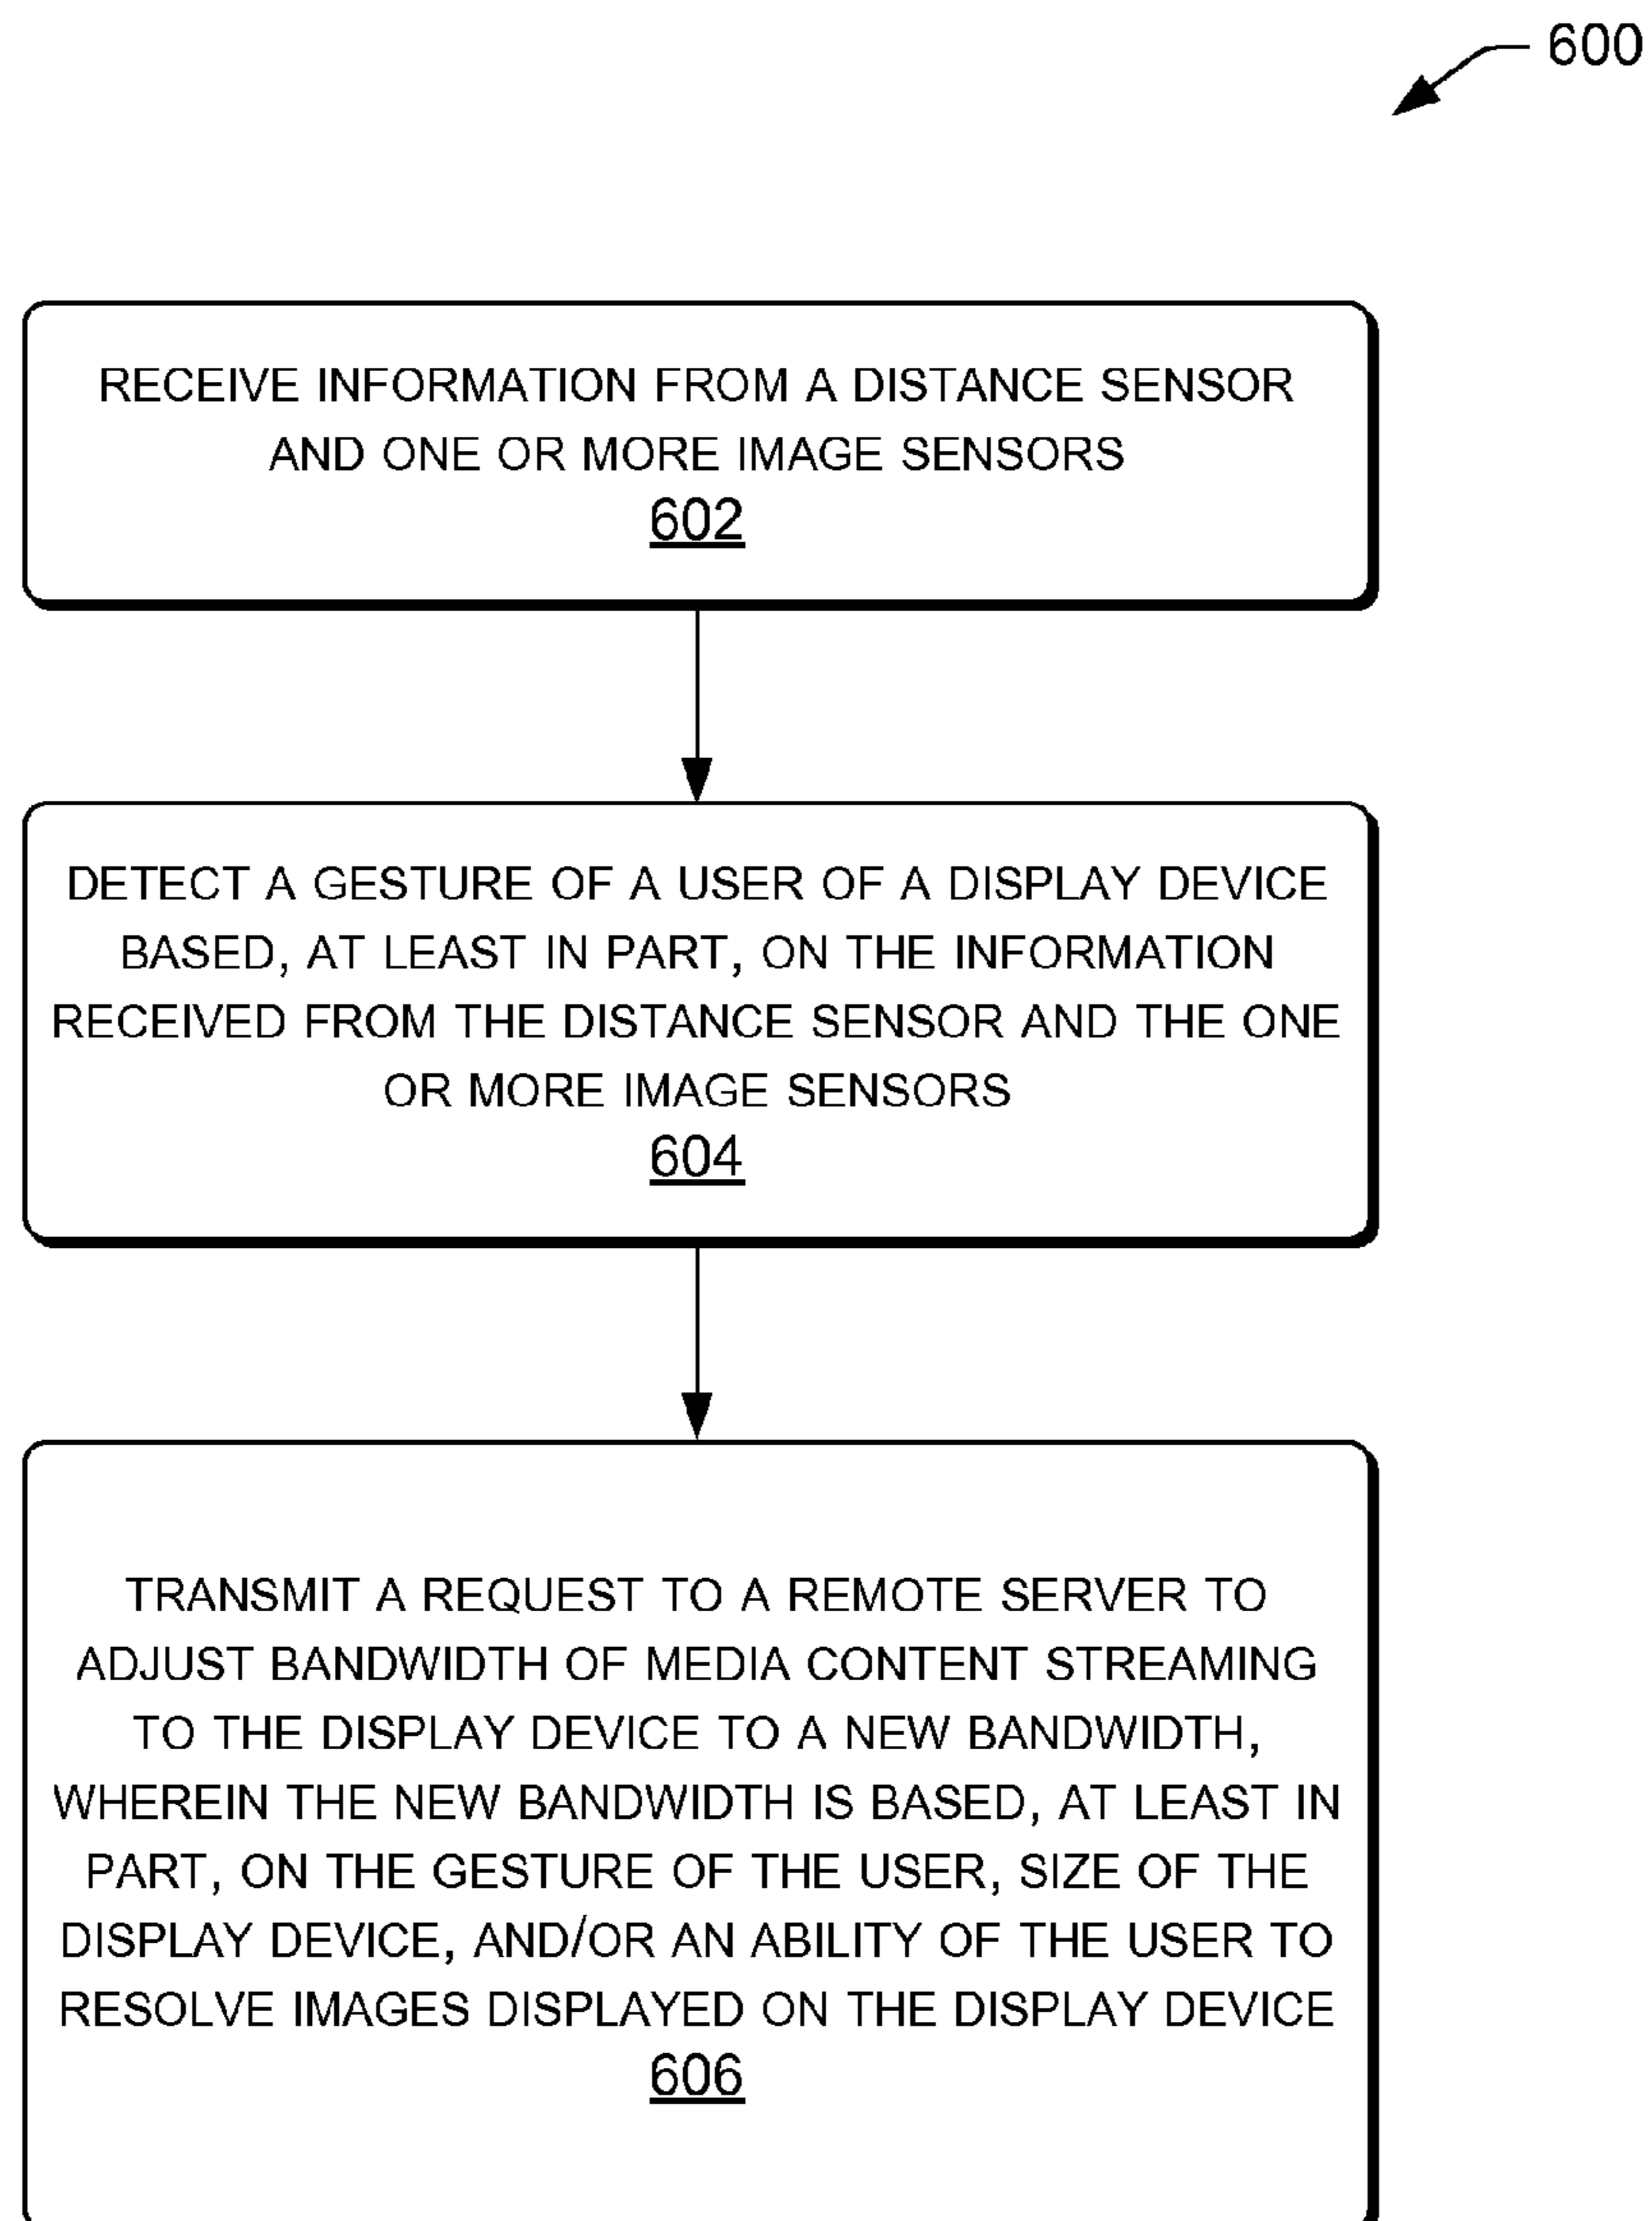 600
RECEIVE INFORMATION FROM A DISTANCE SENSOR
AND ONE OR MORE IMAGE SENSORS
602
DETECT A GESTURE OF A USER OF A DISPLAY DEVICE
BASED, AT LEAST IN PART, ON THE INFORMATION
RECEIVED FROM THE DISTANCE SENSOR AND THE ONE
OR MORE IMAGE SENSORS
604
TRANSMIT A REQUEST TO A REMOTE SERVER TO
ADJUST BANDWIDTH OF MEDIA CONTENT STREAMING
TO THE DISPLAY DEVICE TO A NEW BANDWIDTH,
WHEREIN THE NEW BANDWIDTH IS BASED, AT LEAST IN
PART, ON THE GESTURE OF THE USER, SIZE OF THE
DISPLAY DEVICE, AND/OR AN ABILITY OF THE USER TO
RESOLVE IMAGES DISPLAYED ON THE DISPLAY DEVICE
606